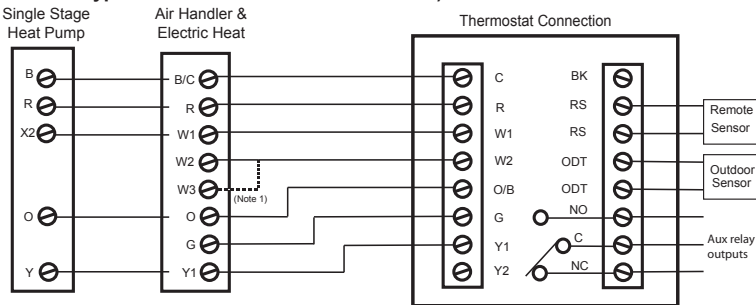 Single Stage
Heat Pump
Air Handler &
Electric Heat
Thermostat Connection
B
R
X2
O
Y
B/C
R
W1
W2
W3
(Note 1)
O
G
Y1
C
R
W1
W2
O/B
G
Y1
Y2
BK
RS
RS
ODT
ODT
NO
C
NC
Remote
Sensor
Outdoor
Sensor
Aux relay
outputs